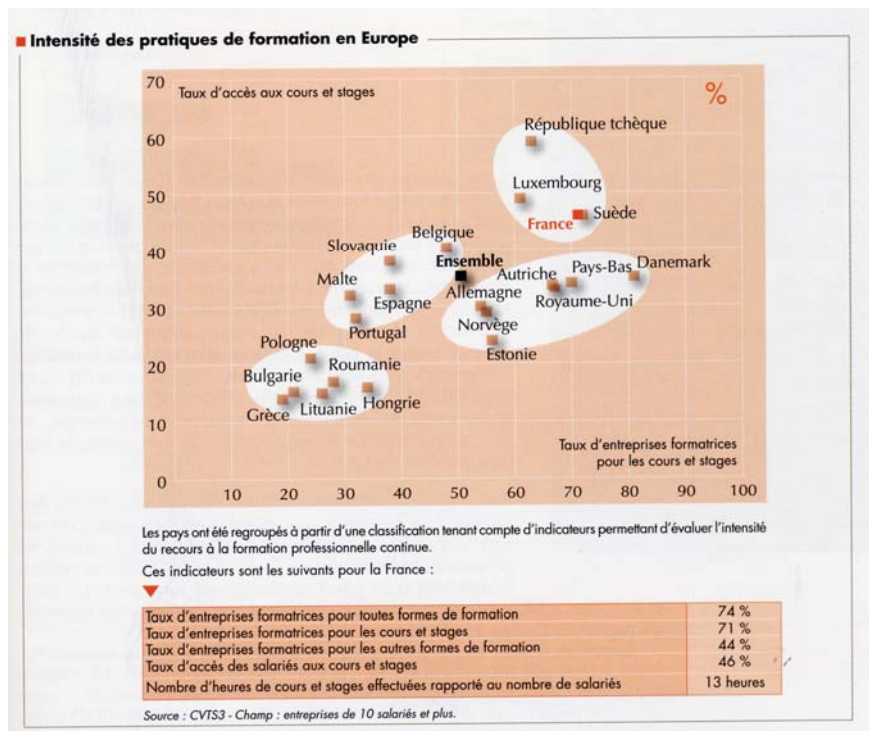 Intensité des pratiques de formation en Europe
70
Taux d'accès aux cours et stages
%
60
République tchèque
50
Luxembourg
France
Suède
40
Belgique
Slovaquie
Ensemble
Autriche
Pays-Bas
Danemark
Malte
Espagne
Allemagne
Royaume-Uni
30
Portugal
Norvège
Estonie
Pologne
20
Bulgarie
Roumanie
Grèce
Lituanie
Hongrie
10
Taux d'entreprises formatrices
pour les cours et stages
0
10 20 30 40 50 60 70 80 90 100
Les pays ont été regroupés à partir d'une classification tenant compte d'indicateurs permettant d'évaluer l'intensité
du recours à la formation professionnelle continue.
Ces indicateurs sont les suivants pour la France :
Taux d'entreprises formatrices pour toutes formes de formation 74 %
Taux d'entreprises formatrices pour les cours et stages 71 %
Taux d'entreprises formatrices pour les autres formes de formation 44 %
Taux d'accès des salariés aux cours et stages 46 %
Nombre d'heures de cours et stages effectuées rapporté au nombre de salariés 13 heures
Source : CVTS3 - Champ : entreprises de 10 salariés et plus.